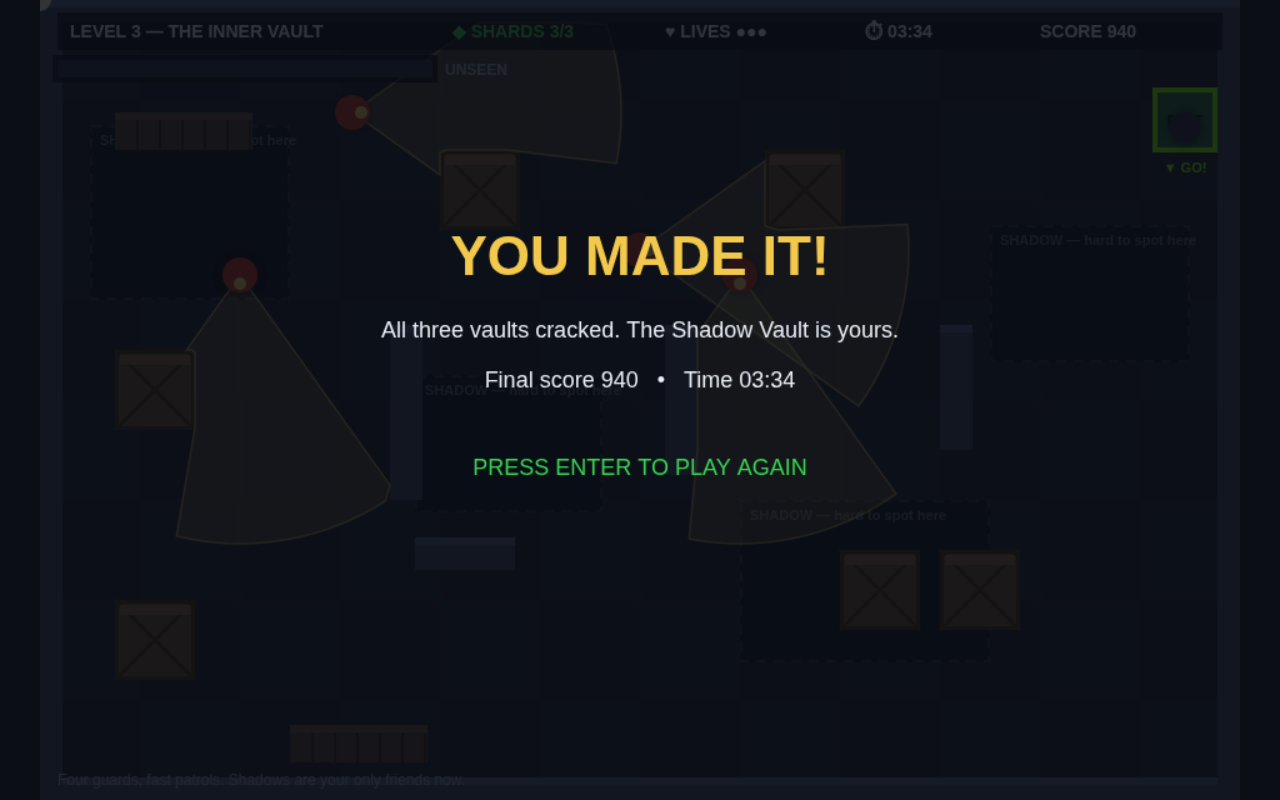 LEVEL 3 — THE INNER VAULT
◆ SHARDS 3/3
♥ LIVES ●●●
⏱ 03:34
SCORE 940
UNSEEN
spot here
▼ GO!
SHADOW — hard to spot here
YOU MADE IT!
All three vaults cracked. The Shadow Vault is yours.
Final score 940 • Time 03:34
SHADOW — hard to spot here
PRESS ENTER TO PLAY AGAIN
SHADOW — hard to spot here
Four guards, fast patrols. Shadows are your only friends now.